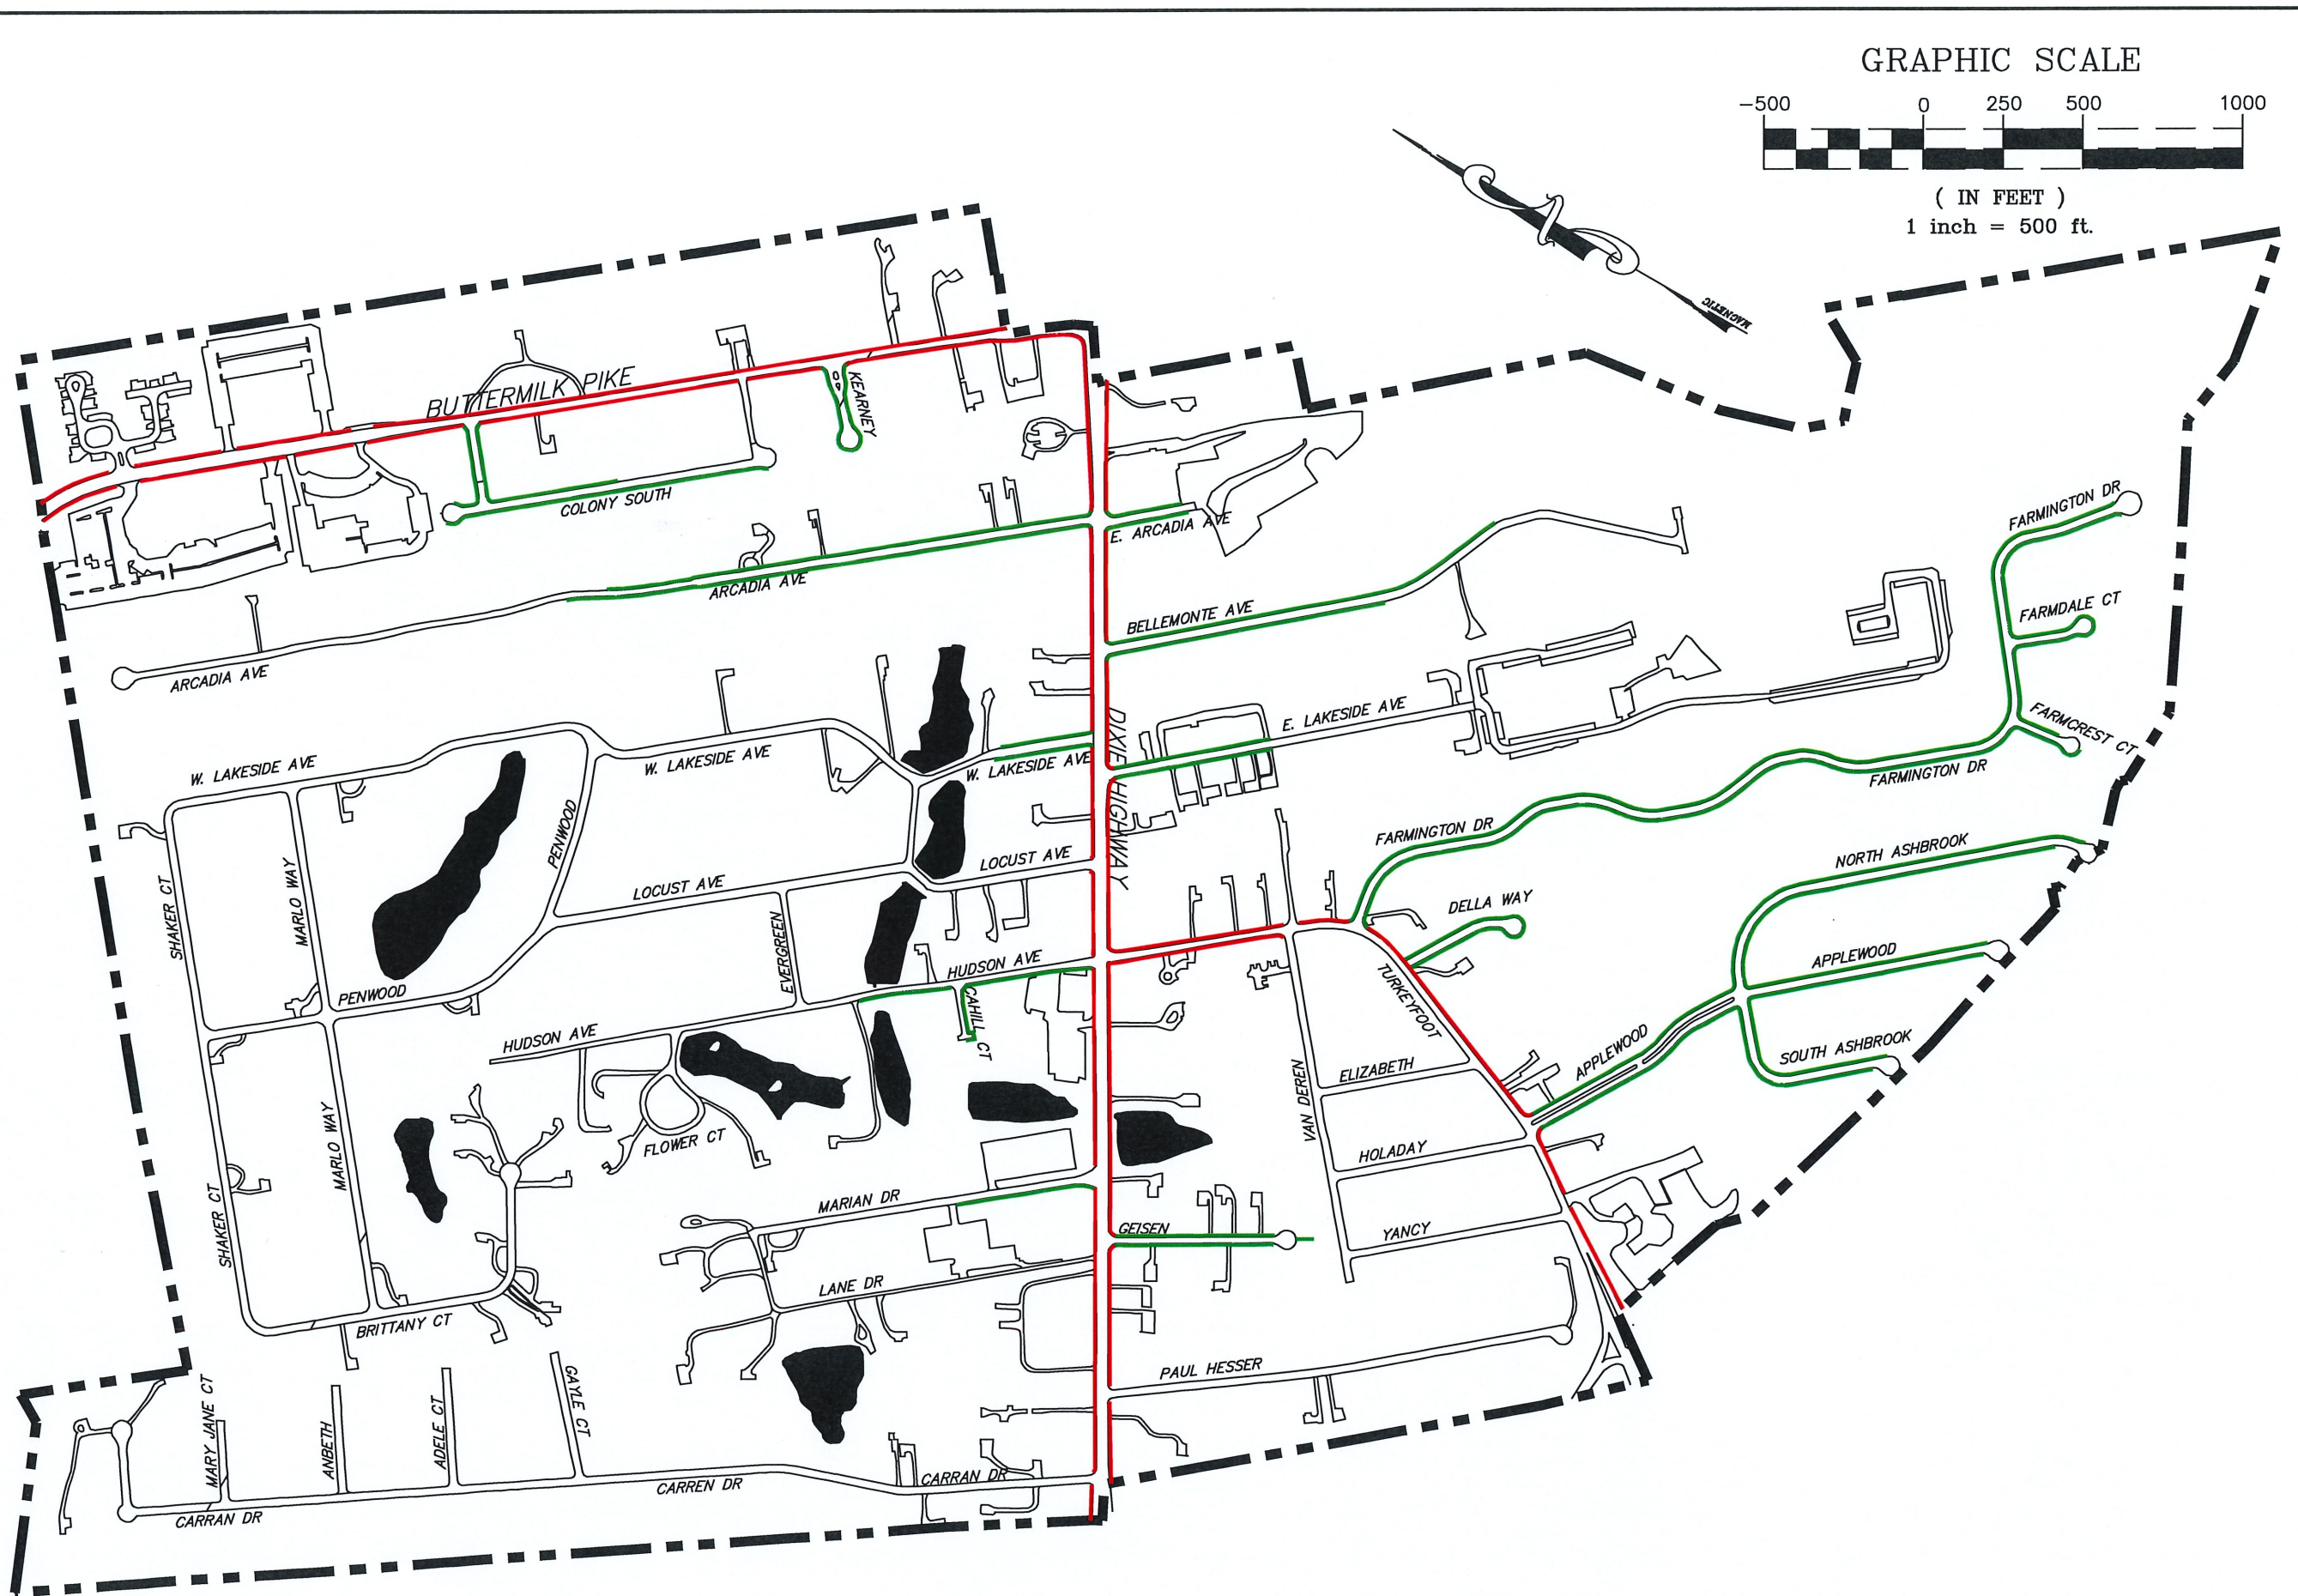 GRAPHIC SCALE
-500 0 250 500 1000
( IN FEET )
1 inch = 500 ft.
MAGNETIC
BUTTERMILK PIKE
KEARNEY
COLONY SOUTH
E. ARCADIA AVE
ARCADIA AVE
ARCADIA AVE
BELLEMONTE AVE
FARMINGTON DR
FARMDALE CT
FARMCREST CT
FARMINGTON DR
DIXIE HIGHWAY
E. LAKESIDE AVE
W. LAKESIDE AVE
W. LAKESIDE AVE
W. LAKESIDE AVE
PENWOOD
FARMINGTON DR
NORTH ASHBROOK
LOCUST AVE
LOCUST AVE
MARLO WAY
SHAKER CT
EVERGREEN
DELLA WAY
APPLEWOOD
HUDSON AVE
PENWOOD
CAHILL CT
TURKEYFOOT
HUDSON AVE
APPLEWOOD
SOUTH ASHBROOK
ELIZABETH
VAN DEREN
FLOWER CT
MARLO WAY
HOLADAY
MARIAN DR
SHAKER CT
GEISEN
YANCY
LANE DR
BRITTANY CT
PAUL HESSER
MARY JANE CT
ANBETH
ADELE CT
GAYLE CT
CARRAN DR
CARREN DR
CARRAN DR